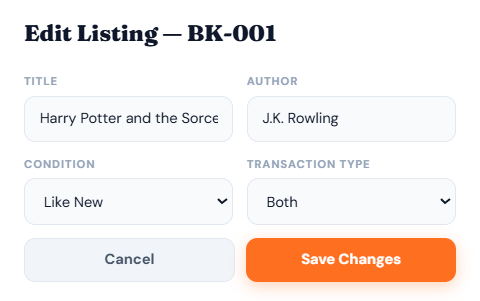 Edit Listing — BK-001
TITLE
AUTHOR
Harry Potter and the Sorce
J.K. Rowling
CONDITION
TRANSACTION TYPE
Like New
Both
Cancel
Save Changes